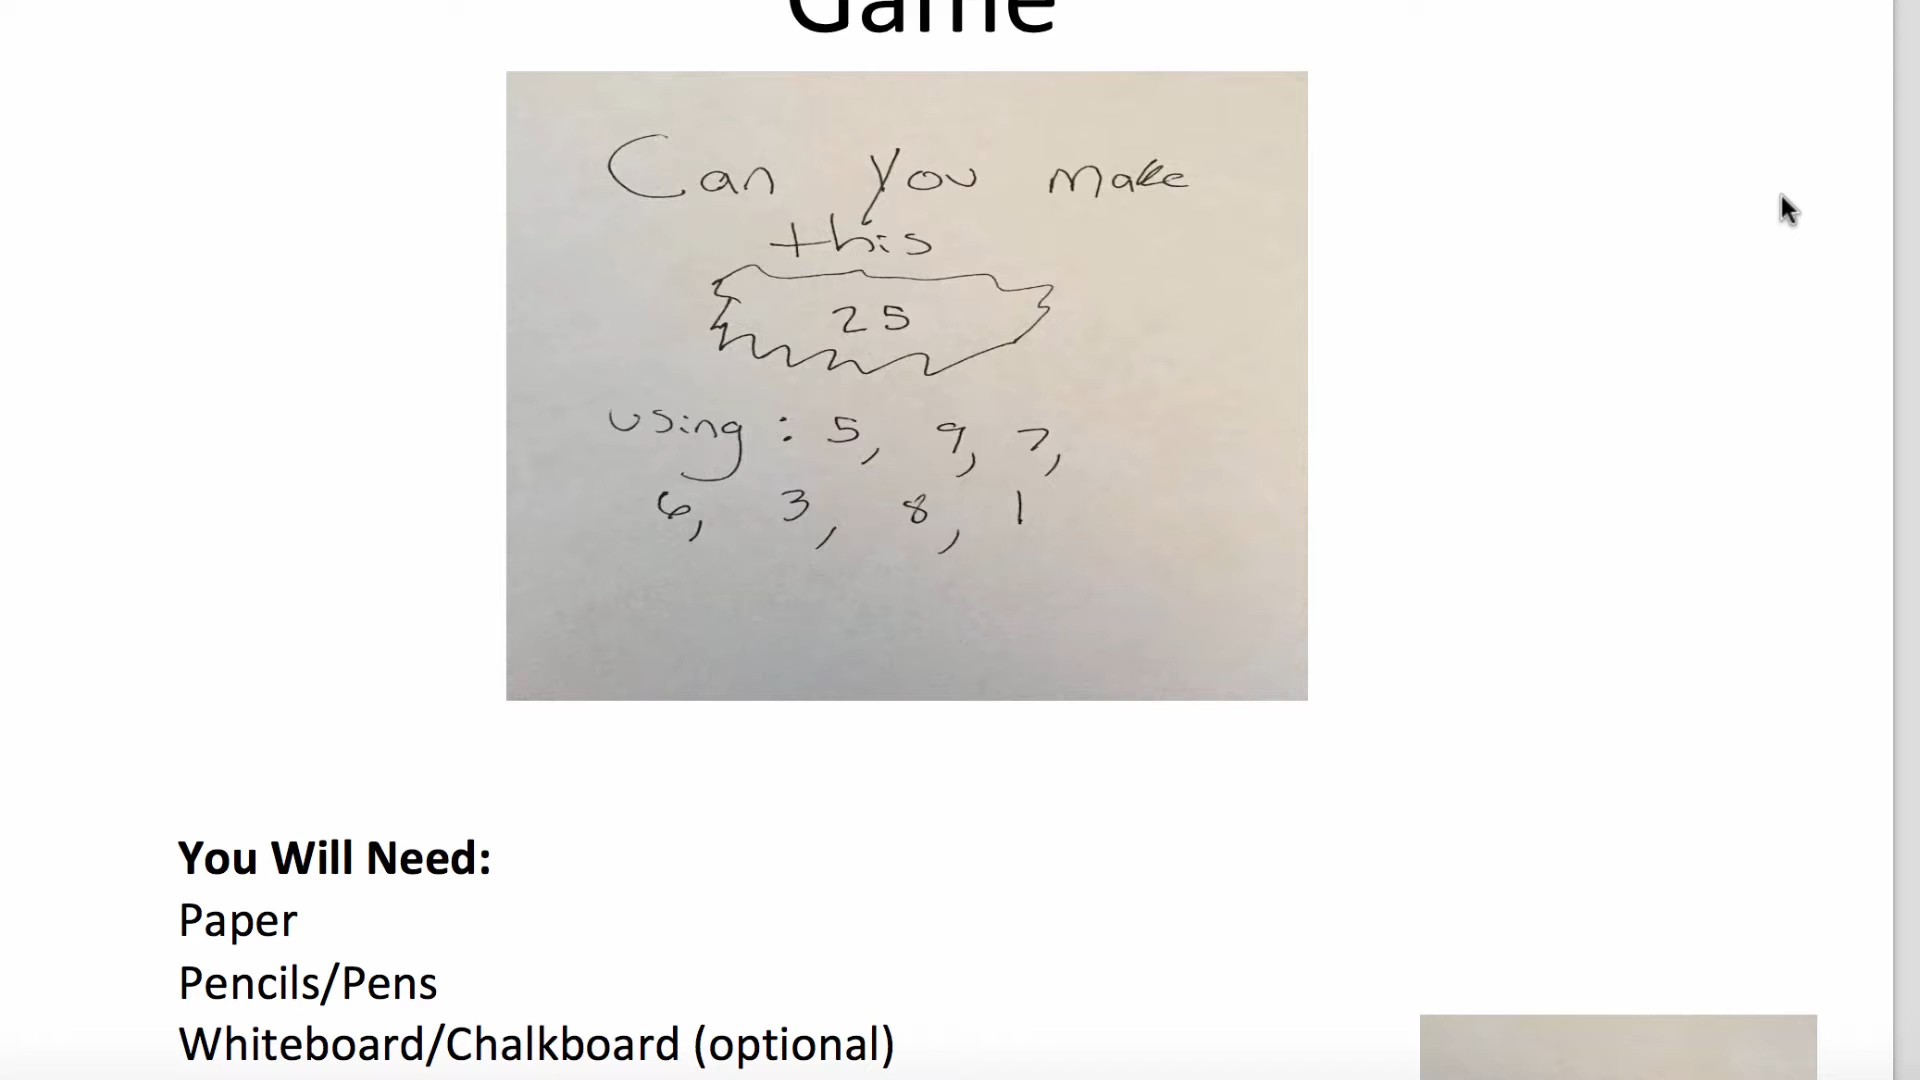 Game
Can you make
this
25
using : 5, 9, 7,
6, 3, 8, 1
You Will Need:
Paper
Pencils/Pens
Whiteboard/Chalkboard (optional)